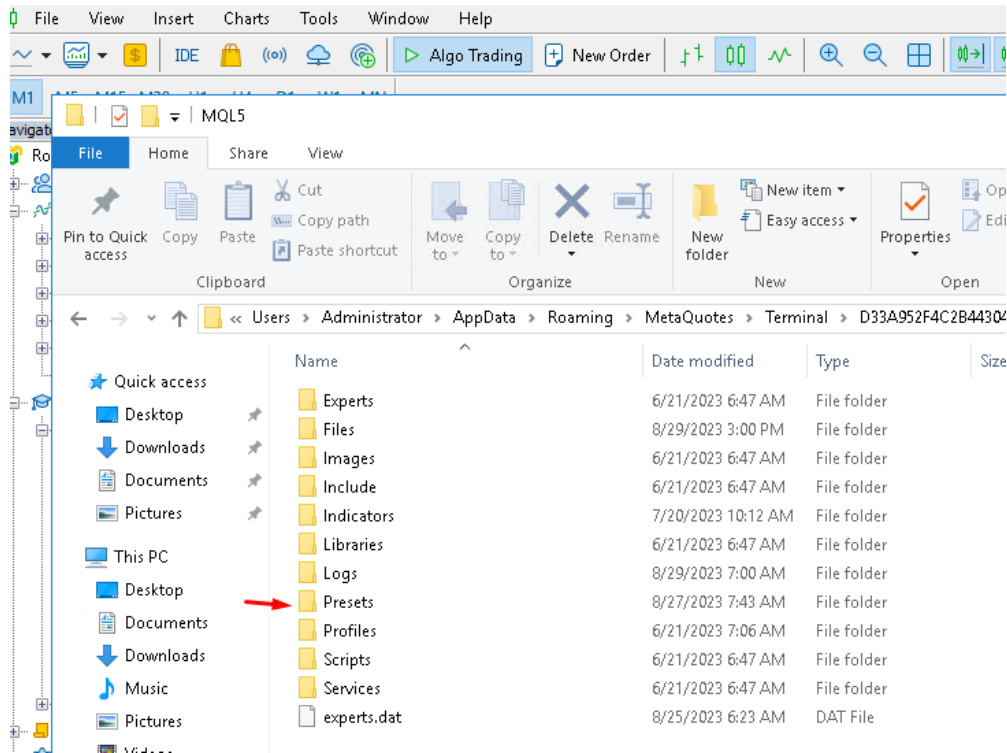 File View Insert Charts Tools Window Help
$ IDE Algo Trading New Order
M1
MQL5
File Home Share View
Pin to Quick access
Copy
Paste
Cut
Copy path
Paste shortcut
Clipboard
Move to
Copy to
Delete
Rename
Organize
New folder
New item
Easy access
New
Properties
Open
« Users > Administrator > AppData > Roaming > MetaQuotes > Terminal >
Name Date modified Type Size
Quick access
Desktop
Downloads
Documents
Pictures
This PC
Desktop
Documents
Downloads
Music
Pictures
Experts 6/21/2023 6:47 AM File folder
Files 8/29/2023 3:00 PM File folder
Images 6/21/2023 6:47 AM File folder
Include 6/21/2023 6:47 AM File folder
Indicators 7/20/2023 10:12 AM File folder
Libraries 6/21/2023 6:47 AM File folder
Logs 8/29/2023 7:00 AM File folder
Presets 8/27/2023 7:43 AM File folder
Profiles 6/21/2023 7:06 AM File folder
Scripts 6/21/2023 6:47 AM File folder
Services 6/21/2023 6:47 AM File folder
experts.dat 8/25/2023 6:23 AM DAT File